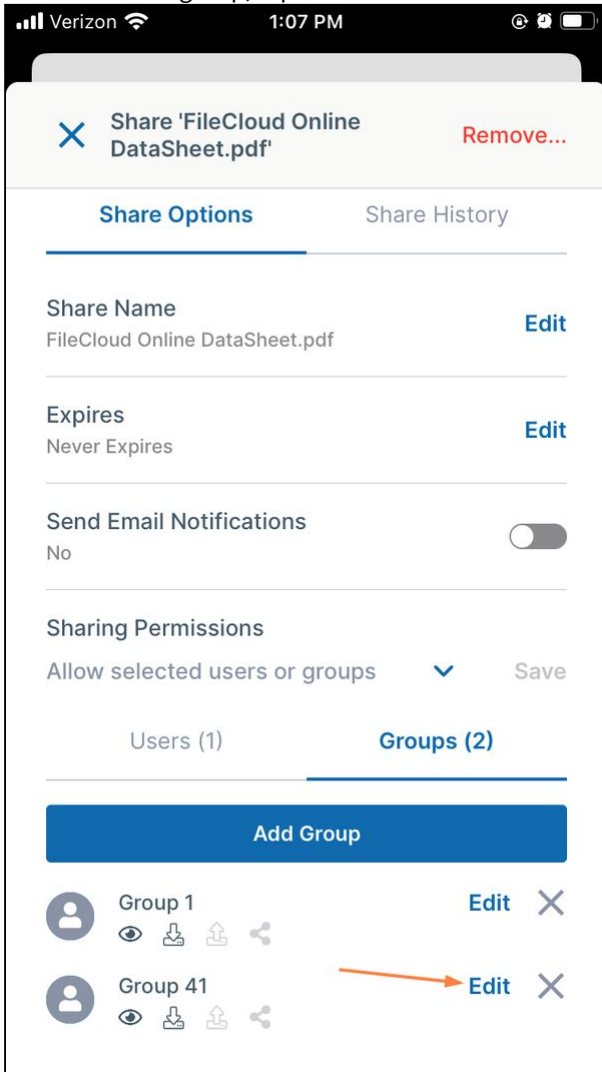 Verizon 1:07 PM
Share 'FileCloud Online
DataSheet.pdf'
Remove...
Share Options Share History
Share Name
FileCloud Online DataSheet.pdf
Edit
Expires
Never Expires
Edit
Send Email Notifications
No
Sharing Permissions
Allow selected users or groups Save
Users (1) Groups (2)
Add Group
Group 1 Edit
Group 41 Edit